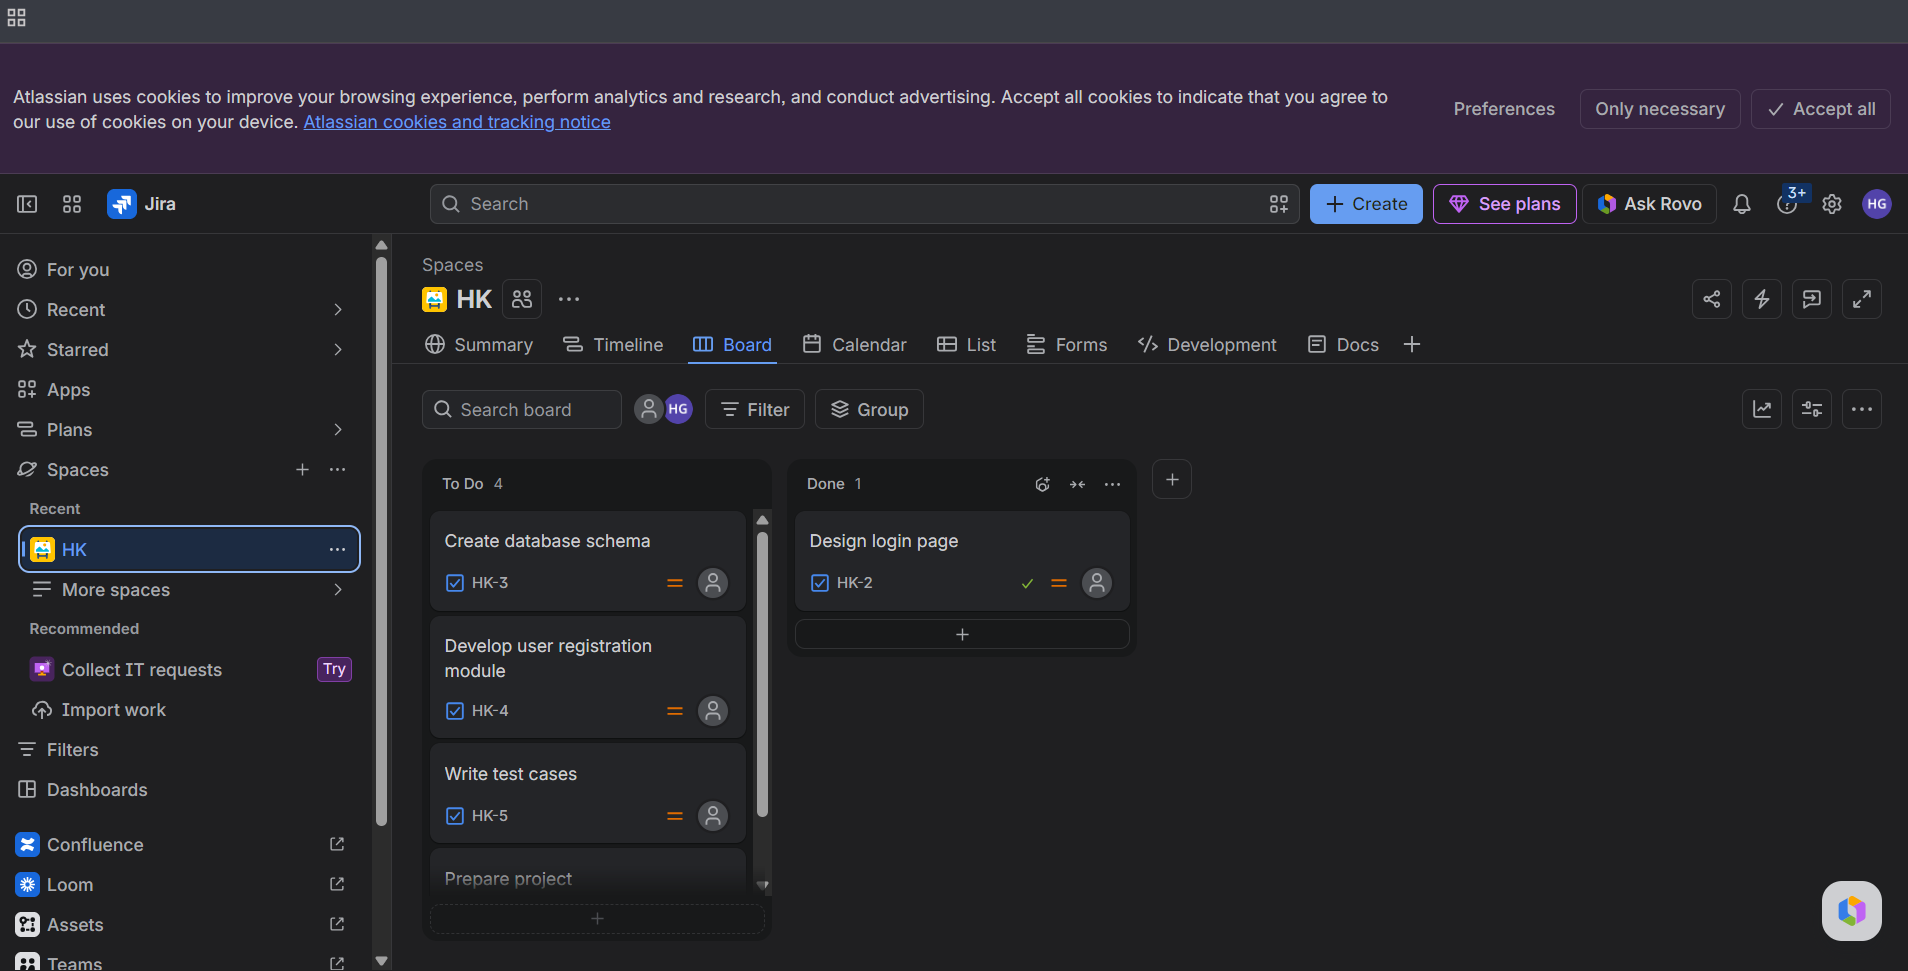 Atlassian uses cookies to improve your browsing experience, perform analytics and research, and conduct advertising. Accept all cookies to indicate that you agree to
our use of cookies on your device. Atlassian cookies and tracking notice
Preferences
Only necessary
Accept all
Jira
Search
Create
See plans
Ask Rovo
3+
HG
For you
Recent
Starred
Apps
Plans
Spaces
Recent
HK
More spaces
Recommended
Collect IT requests
Try
Import work
Filters
Dashboards
Confluence
Loom
Assets
Teams
Spaces
HK
Summary
Timeline
Board
Calendar
List
Forms
Development
Docs
Search board
HG
Filter
Group
To Do 4
Create database schema
HK-3
Develop user registration
module
HK-4
Write test cases
HK-5
Prepare project
Done 1
Design login page
HK-2